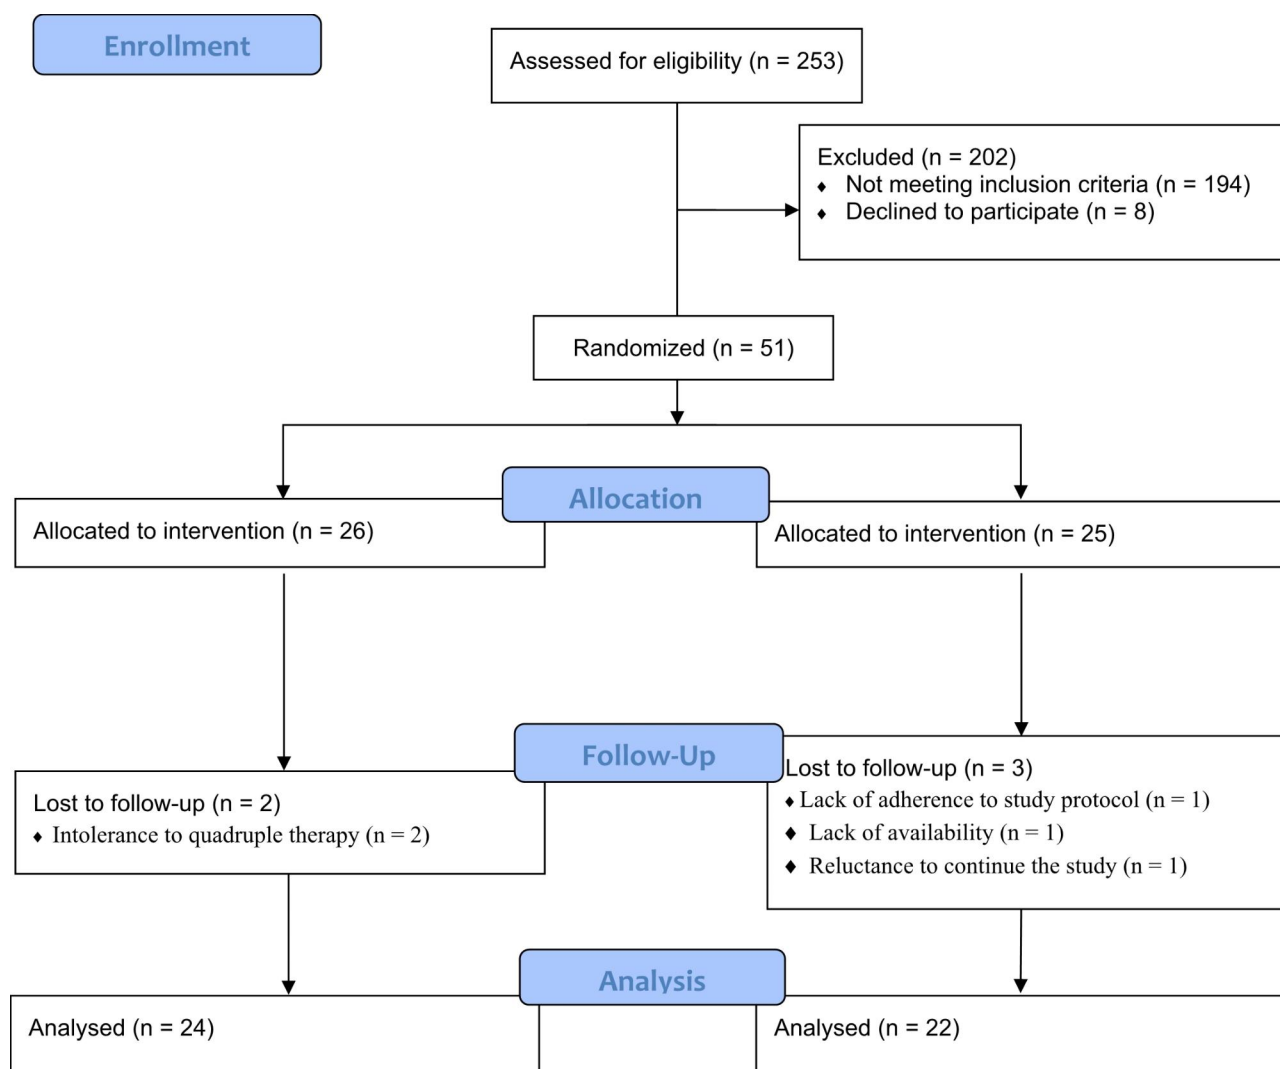 Enrollment
Assessed for eligibility (n = 253)
Excluded (n = 202)
♦ Not meeting inclusion criteria (n = 194)
♦ Declined to participate (n = 8)
Randomized (n = 51)
Allocation
Allocated to intervention (n = 26)
Allocated to intervention (n = 25)
Follow-Up
Lost to follow-up (n = 2)
♦ Intolerance to quadruple therapy (n = 2)
Lost to follow-up (n = 3)
♦ Lack of adherence to study protocol (n = 1)
♦ Lack of availability (n = 1)
♦ Reluctance to continue the study (n = 1)
Analysis
Analysed (n = 24)
Analysed (n = 22)